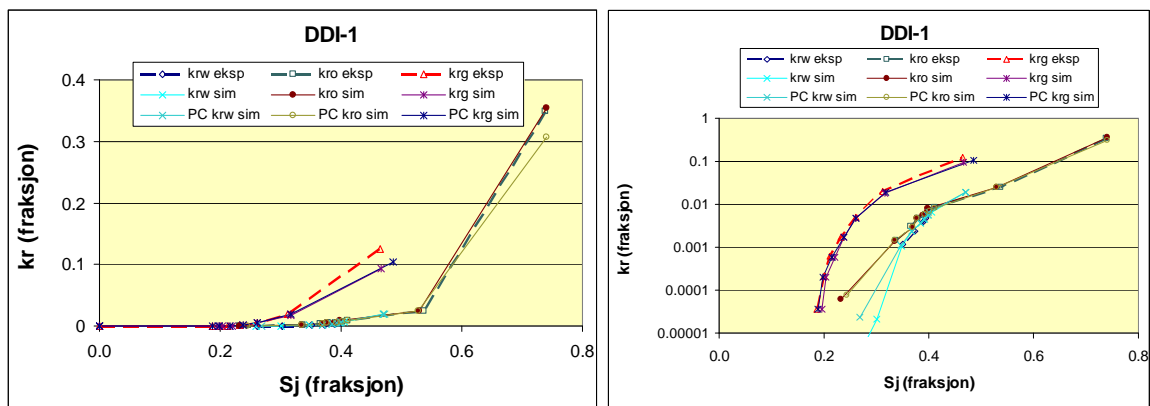 DDI-1
krw eksp kro eksp krg eksp
krw sim kro sim krg sim
PC krw sim PC kro sim PC krg sim
0.4
0.3
0.2
0.1
0
0.0 0.2 0.4 0.6 0.8
kr (fraksjon)
Sj (fraksjon)
DDI-1
krw eksp kro eksp krg eksp
krw sim kro sim krg sim
PC krw sim PC kro sim PC krg sim
1
0.1
0.01
0.001
0.0001
0.00001
0 0.2 0.4 0.6 0.8
kr (fraksjon)
Sj (fraksjon)